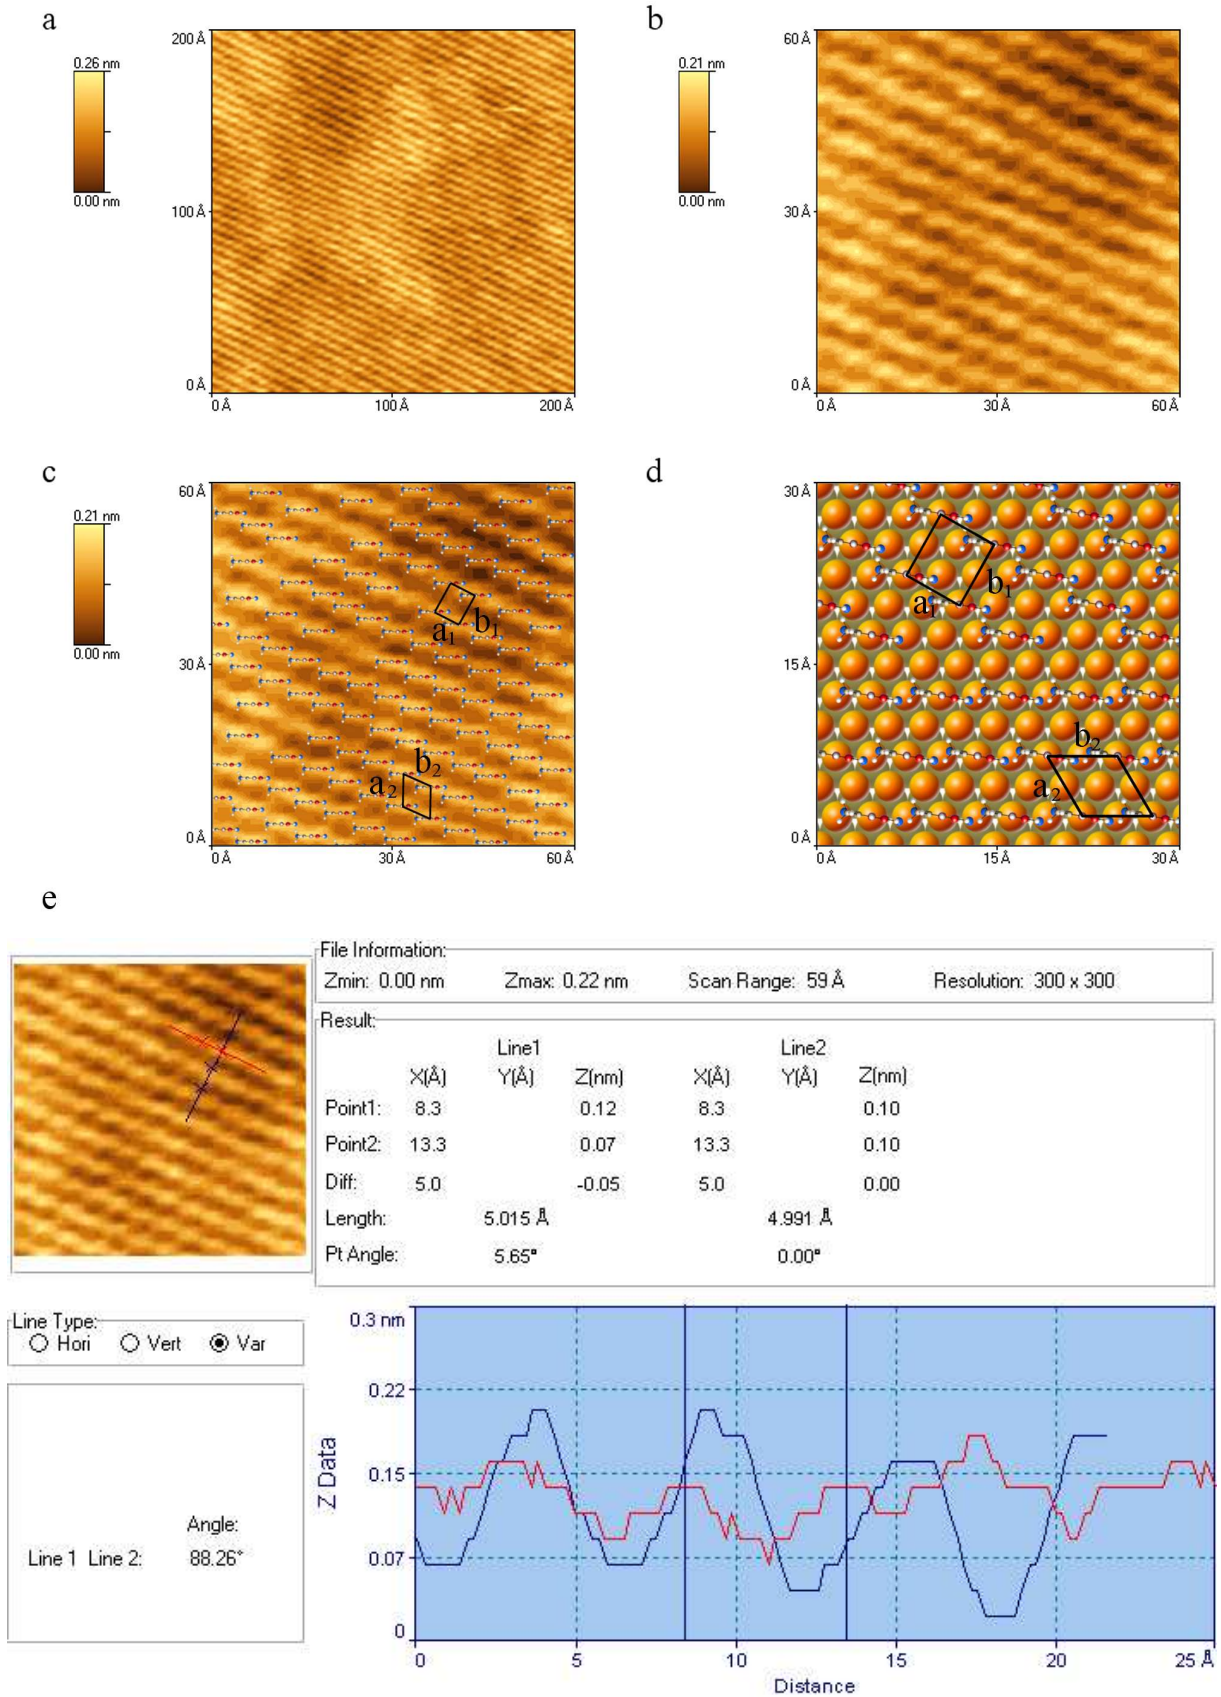 a
b
0.26 nm
0.00 nm
200 Å
100 Å
0 Å
0 Å 100 Å 200 Å
0.21 nm
0.00 nm
60 Å
30 Å
0 Å
0 Å 30 Å 60 Å
c
d
0.21 nm
0.00 nm
60 Å
30 Å
0 Å
a1 b1
a2 b2
0 Å 30 Å 60 Å
30 Å
15 Å
0 Å
a1 b1
b2
a2
0 Å 15 Å 30 Å
e
File Information:
Zmin: 0.00 nm Zmax: 0.22 nm Scan Range: 59 Å Resolution: 300 x 300
Result:
Line1 Line2
X(Å) Y(Å) Z(nm) X(Å) Y(Å) Z(nm)
Point1: 8.3 0.12 8.3 0.10
Point2: 13.3 0.07 13.3 0.10
Diff: 5.0 -0.05 5.0 0.00
Length: 5.015 Å 4.991 Å
Pt Angle: 5.65° 0.00°
Line Type:
Hori Vert Var
Angle:
Line 1 Line 2: 88.26°
0.3 nm
0.22
0.15
0.07
0
Z Data
0 5 10 15 20 25 Å
Distance